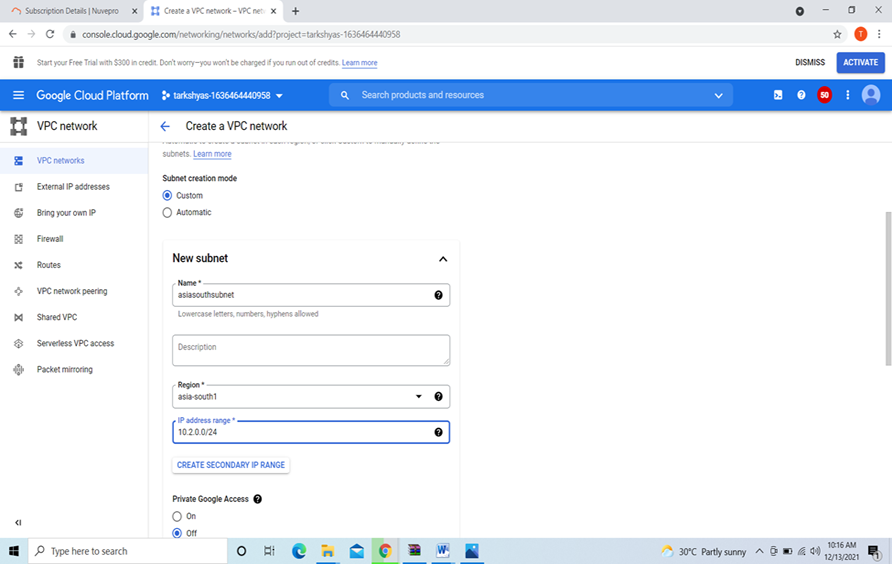 Subscription Details | Nuvepro
Create a VPC network – VPC net
console.cloud.google.com/networking/networks/add?project=tarkshyas-1636464440958
T
Start your Free Trial with $300 in credit. Don't worry—you won't be charged if you run out of credits. Learn more
DISMISS
ACTIVATE
Google Cloud Platform
tarkshyas-1636464440958
Search products and resources
50
VPC network
Create a VPC network
subnets. Learn more
VPC networks
External IP addresses
Bring your own IP
Firewall
Routes
VPC network peering
Shared VPC
Serverless VPC access
Packet mirroring
Subnet creation mode
Custom
Automatic
New subnet
Name *
asiasouthsubnet
Lowercase letters, numbers, hyphens allowed
Description
Region *
asia-south1
IP address range *
10.2.0.0/24
CREATE SECONDARY IP RANGE
Private Google Access
On
Off
Type here to search
30°C Partly sunny
10:16 AM
12/13/2021